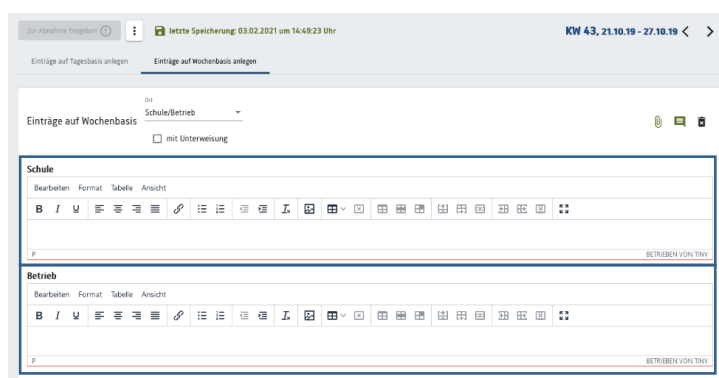 Zur Abnahme freigeben
letzte Speicherung: 03.02.2021 um 14:49:23 Uhr
KW 43, 21.10.19 - 27.10.19
Einträge auf Tagesbasis anlegen
Einträge auf Wochenbasis anlegen
Ort
Einträge auf Wochenbasis
Schule/Betrieb
mit Unterweisung
Schule
Bearbeiten Format Tabelle Ansicht
B I U
P
BETRIEBEN VON TINY
Betrieb
Bearbeiten Format Tabelle Ansicht
B I U
P
BETRIEBEN VON TINY